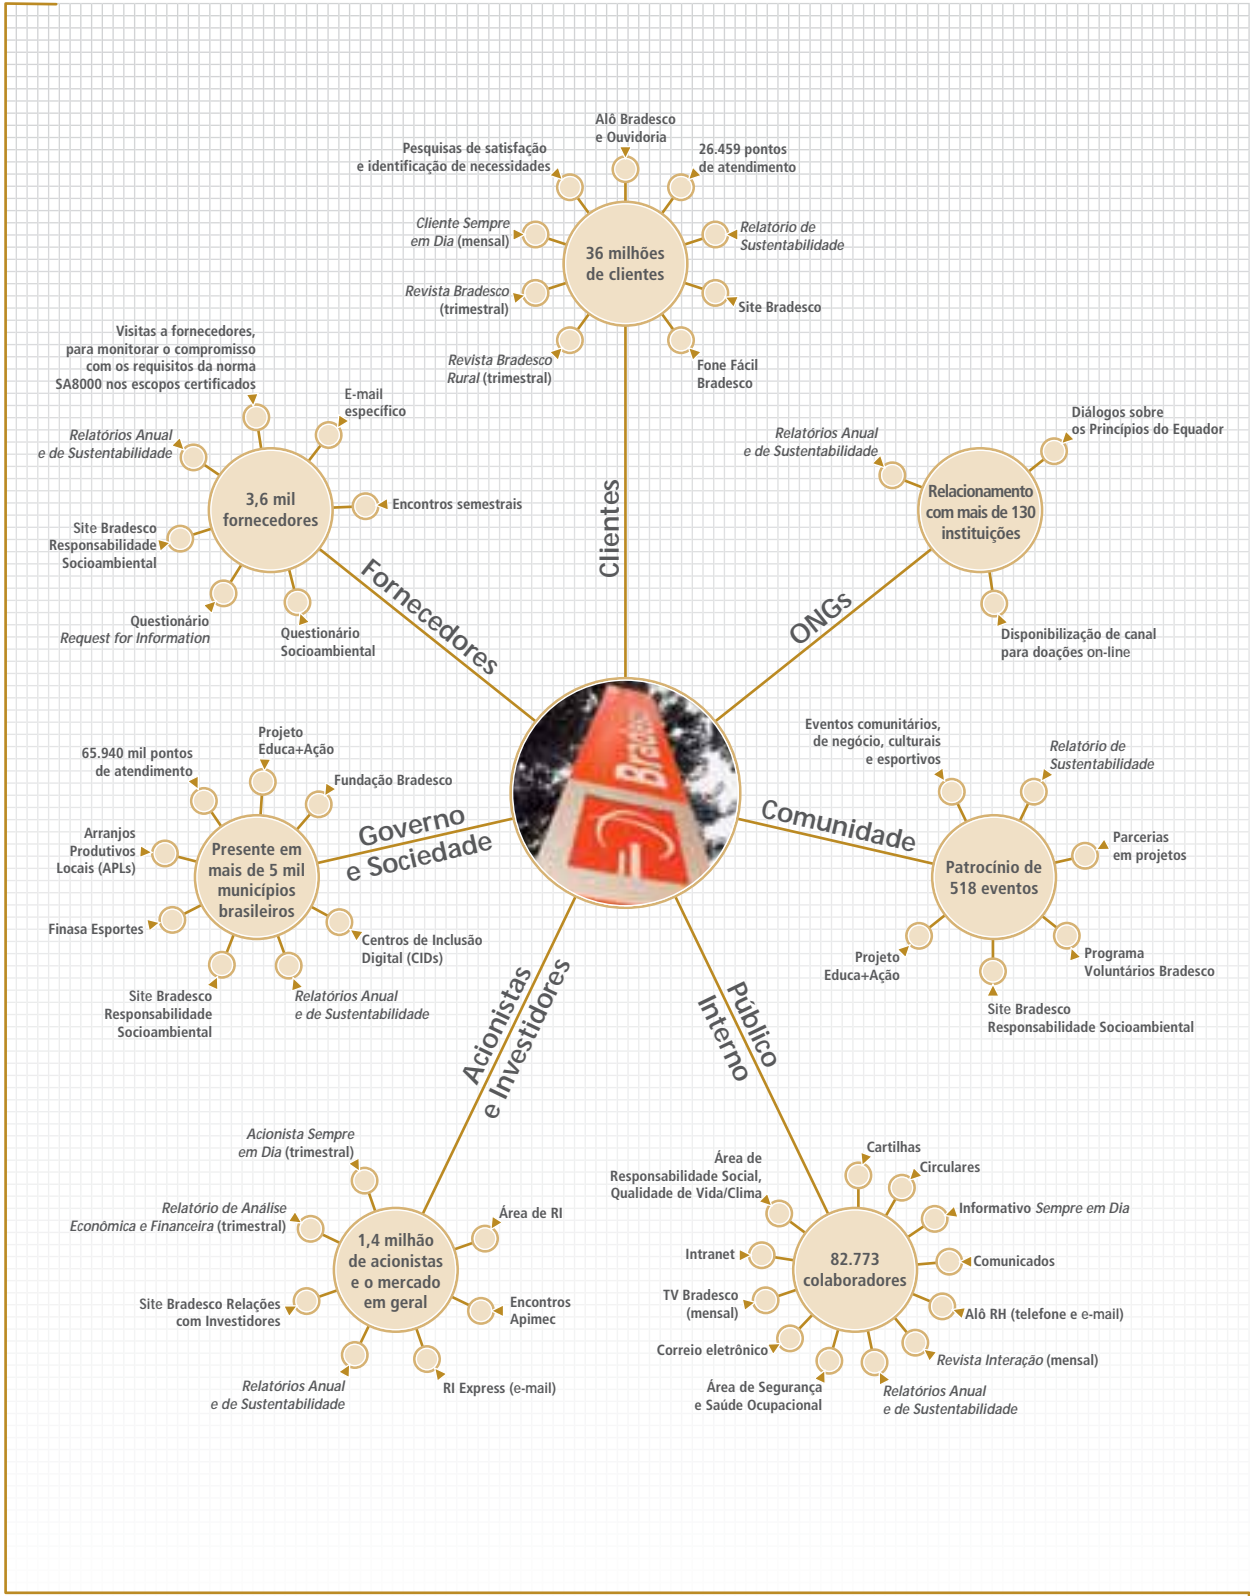 Alô Bradesco
e Ouvidoria
Pesquisas de satisfação
e identificação de necessidades
26.459 pontos
de atendimento
Cliente Sempre
em Dia (mensal)
Relatório de
Sustentabilidade
36 milhões
de clientes
Revista Bradesco
(trimestral)
Site Bradesco
Revista Bradesco
Rural (trimestral)
Fone Fácil
Bradesco
Clientes
Visitas a fornecedores,
para monitorar o compromisso
com os requisitos da norma
SA8000 nos escopos certificados
E-mail
específico
Relatórios Anual
e de Sustentabilidade
3,6 mil
fornecedores
Encontros semestrais
Site Bradesco
Responsabilidade
Socioambiental
Questionário
Request for Information
Questionário
Socioambiental
Fornecedores
Relatórios Anual
e de Sustentabilidade
Diálogos sobre
os Princípios do Equador
Relacionamento
com mais de 130
instituições
Disponibilização de canal
para doações on-line
ONGs
Projeto
Educa+Ação
65.940 mil pontos
de atendimento
Fundação Bradesco
Arranjos
Produtivos
Locais (APLs)
Presente em
mais de 5 mil
municípios
brasileiros
Finasa Esportes
Centros de Inclusão
Digital (CIDs)
Site Bradesco
Responsabilidade
Socioambiental
Relatórios Anual
e de Sustentabilidade
Governo
e Sociedade
Bradesco
Eventos comunitários,
de negócio, culturais
e esportivos
Relatório de
Sustentabilidade
Comunidade
Parcerias
em projetos
Patrocínio de
518 eventos
Projeto
Educa+Ação
Programa
Voluntários Bradesco
Site Bradesco
Responsabilidade Socioambiental
Acionistas
e Investidores
Público
Interno
Acionista Sempre
em Dia (trimestral)
Relatório de Análise
Econômica e Financeira (trimestral)
Área de RI
1,4 milhão
de acionistas
e o mercado
em geral
Site Bradesco Relações
com Investidores
Encontros
Apimec
Relatórios Anual
e de Sustentabilidade
RI Express (e-mail)
Cartilhas
Área de
Responsabilidade Social,
Qualidade de Vida/Clima
Circulares
Informativo Sempre em Dia
Intranet
82.773
colaboradores
Comunicados
TV Bradesco
(mensal)
Alô RH (telefone e e-mail)
Correio eletrônico
Revista Interação (mensal)
Área de Segurança
e Saúde Ocupacional
Relatórios Anual
e de Sustentabilidade